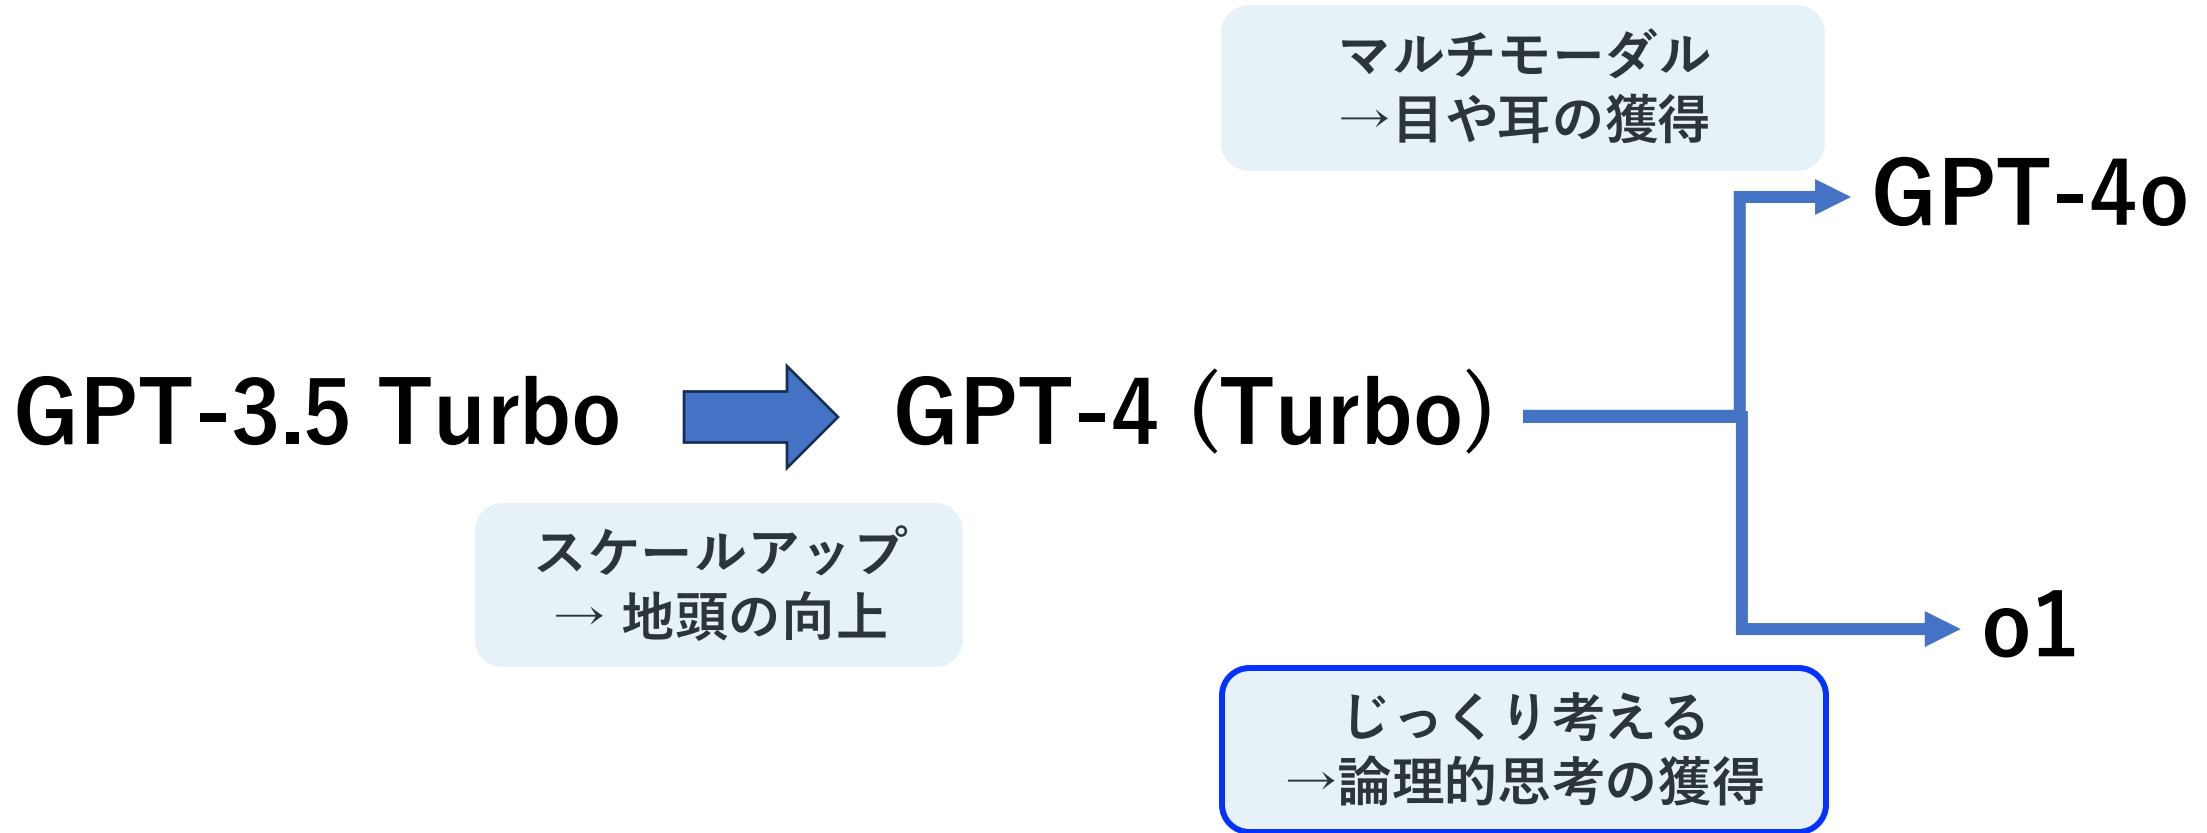 マルチモーダル
→目や耳の獲得
GPT-4o
GPT-3.5 Turbo
GPT-4（Turbo）
スケールアップ
→ 地頭の向上
o1
じっくり考える
→論理的思考の獲得